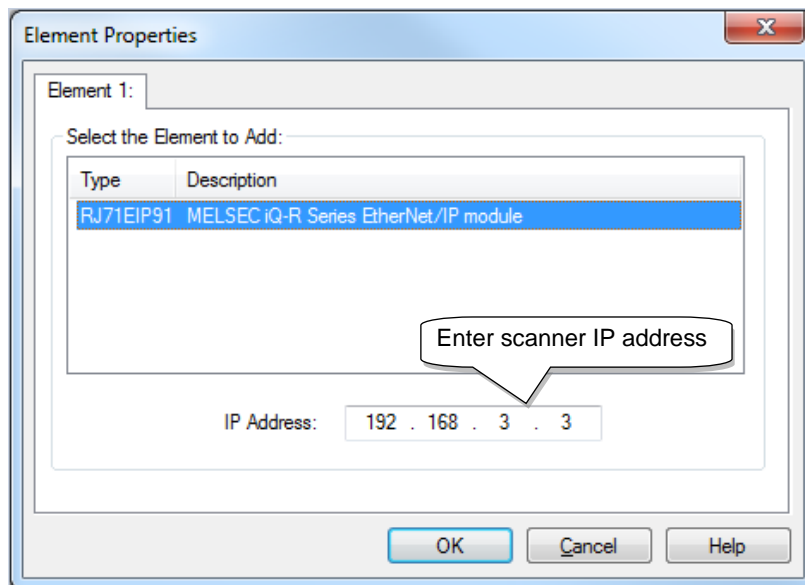 Element Properties
Element 1:
Select the Element to Add:
Type Description
RJ71EIP91 MELSEC iQ-R Series EtherNet/IP module
Enter scanner IP address
IP Address: 192 . 168 . 3 . 3
OK Cancel Help